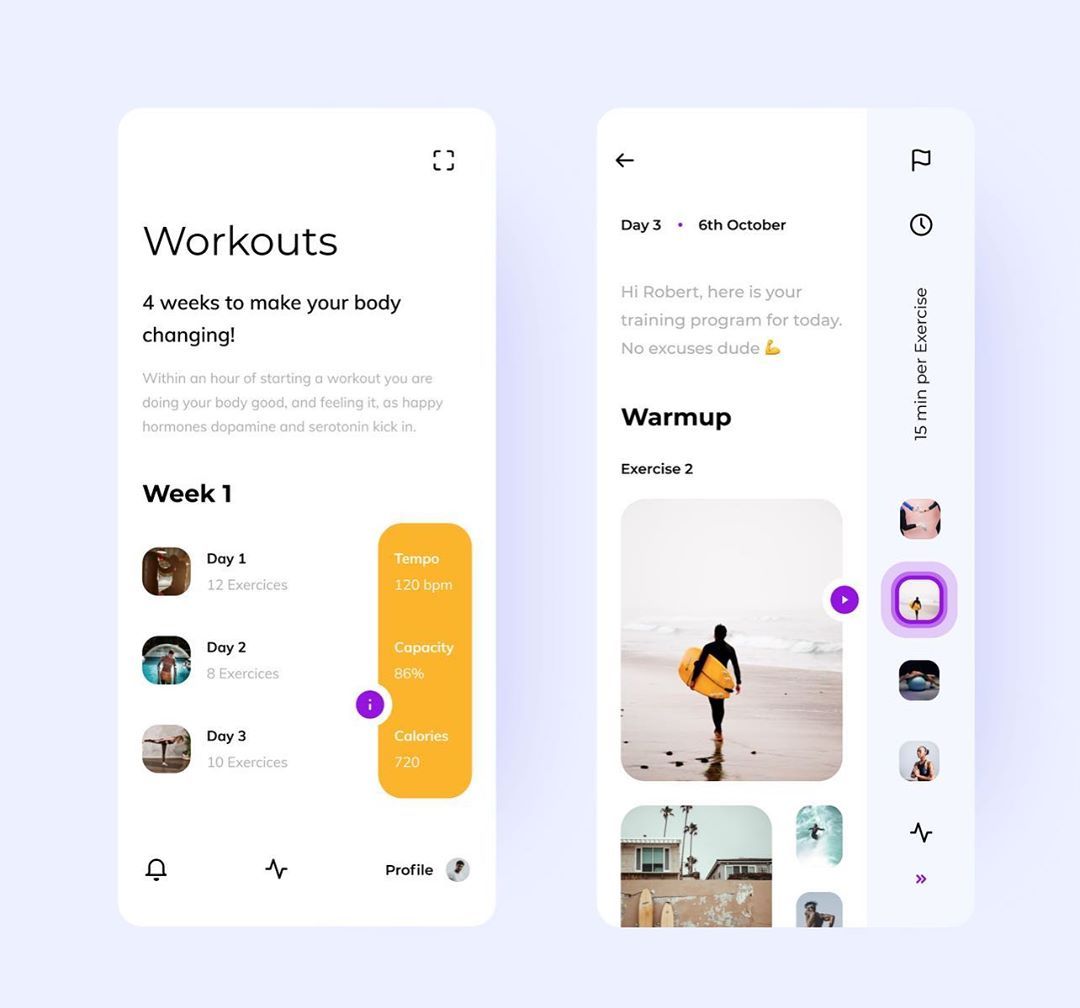 Workouts
4 weeks to make your body
changing!
Within an hour of starting a workout you are
doing your body good, and feeling it, as happy
hormones dopamine and serotonin kick in.
Week 1
Day 1
12 Exercices
Tempo
120 bpm
Day 2
8 Exercices
Capacity
86%
Day 3
10 Exercices
Calories
720
Profile
Day 3 • 6th October
Hi Robert, here is your
training program for today.
No excuses dude 💪
Warmup
Exercise 2
15 min per Exercise